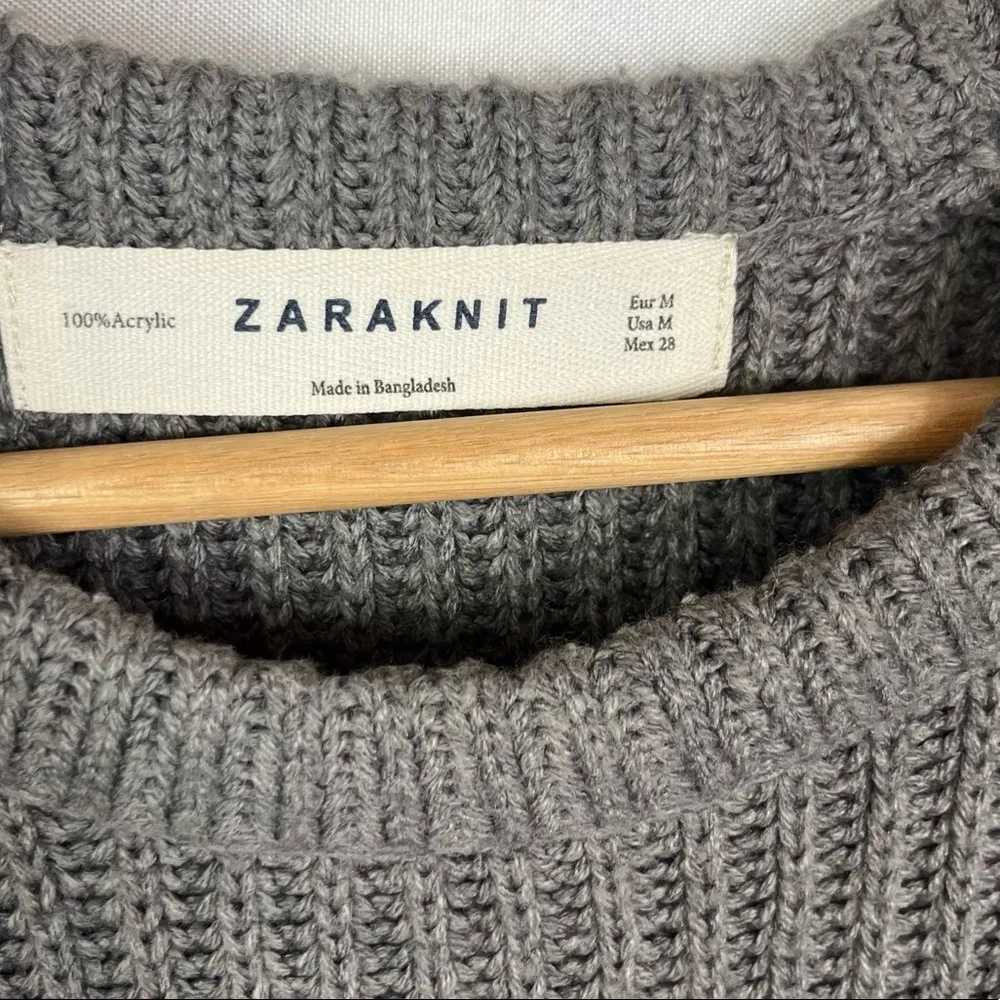 100%Acrylic
ZARAKNIT
Eur M
Usa M
Mex 28
Made in Bangladesh